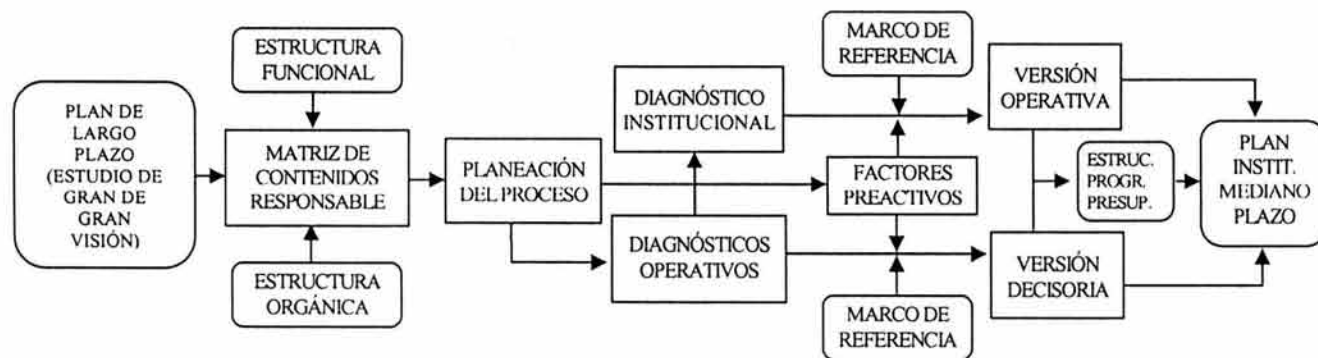 PLAN DE
LARGO
PLAZO
(ESTUDIO DE
GRAN DE
GRAN
VISIÓN)
ESTRUCTURA
FUNCIONAL
MATRIZ DE
CONTENIDOS
RESPONSABLE
ESTRUCTURA
ORGÁNICA
PLANEACIÓN
DEL PROCESO
DIAGNÓSTICO
INSTITUCIONAL
DIAGNÓSTICOS
OPERATIVOS
MARCO DE
REFERENCIA
FACTORES
PREACTIVOS
MARCO DE
REFERENCIA
VERSIÓN
OPERATIVA
ESTRUC.
PROGR.
PRESUP.
VERSIÓN
DECISORIA
PLAN
INSTIT.
MEDIANO
PLAZO